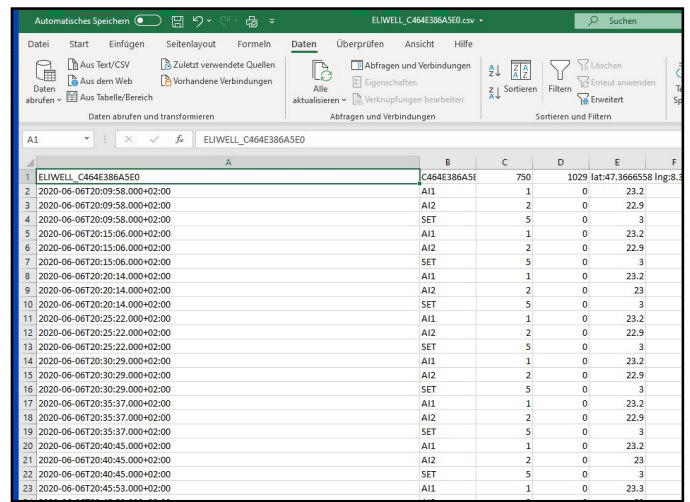 Automatisches Speichern ELIWELL_C464E386A5E0.csv Suchen
Datei Start Einfügen Seitenlayout Formeln Daten Überprüfen Ansicht Hilfe
Daten abrufen Aus Text/CSV Zuletzt verwendete Quellen Alle aktualisieren Abfragen und Verbindungen Sortieren Filtern Löschen
Aus dem Web Vorhandene Verbindungen Eigenschaften Erneut anwenden
Aus Tabelle/Bereich Verknüpfungen bearbeiten Erweitert
Daten abrufen und transformieren Abfragen und Verbindungen Sortieren und Filtern
A1 fx ELIWELL_C464E386A5E0
A B C D E F
1 ELIWELL_C464E386A5E0 C464E386A5E 750 1029 lat:47.3666558 lng:8.3
2 2020-06-06T20:09:58.000+02:00 AI1 1 0 23.2
3 2020-06-06T20:09:58.000+02:00 AI2 2 0 22.9
4 2020-06-06T20:09:58.000+02:00 SET 5 0 3
5 2020-06-06T20:15:06.000+02:00 AI1 1 0 23.2
6 2020-06-06T20:15:06.000+02:00 AI2 2 0 22.9
7 2020-06-06T20:15:06.000+02:00 SET 5 0 3
8 2020-06-06T20:20:14.000+02:00 AI1 1 0 23.2
9 2020-06-06T20:20:14.000+02:00 AI2 2 0 23
10 2020-06-06T20:20:14.000+02:00 SET 5 0 3
11 2020-06-06T20:25:22.000+02:00 AI1 1 0 23.2
12 2020-06-06T20:25:22.000+02:00 AI2 2 0 22.9
13 2020-06-06T20:25:22.000+02:00 SET 5 0 3
14 2020-06-06T20:30:29.000+02:00 AI1 1 0 23.2
15 2020-06-06T20:30:29.000+02:00 AI2 2 0 22.9
16 2020-06-06T20:30:29.000+02:00 SET 5 0 3
17 2020-06-06T20:35:37.000+02:00 AI1 1 0 23.2
18 2020-06-06T20:35:37.000+02:00 AI2 2 0 22.9
19 2020-06-06T20:35:37.000+02:00 SET 5 0 3
20 2020-06-06T20:40:45.000+02:00 AI1 1 0 23.2
21 2020-06-06T20:40:45.000+02:00 AI2 2 0 23
22 2020-06-06T20:40:45.000+02:00 SET 5 0 3
23 2020-06-06T20:45:53.000+02:00 AI1 1 0 23.3